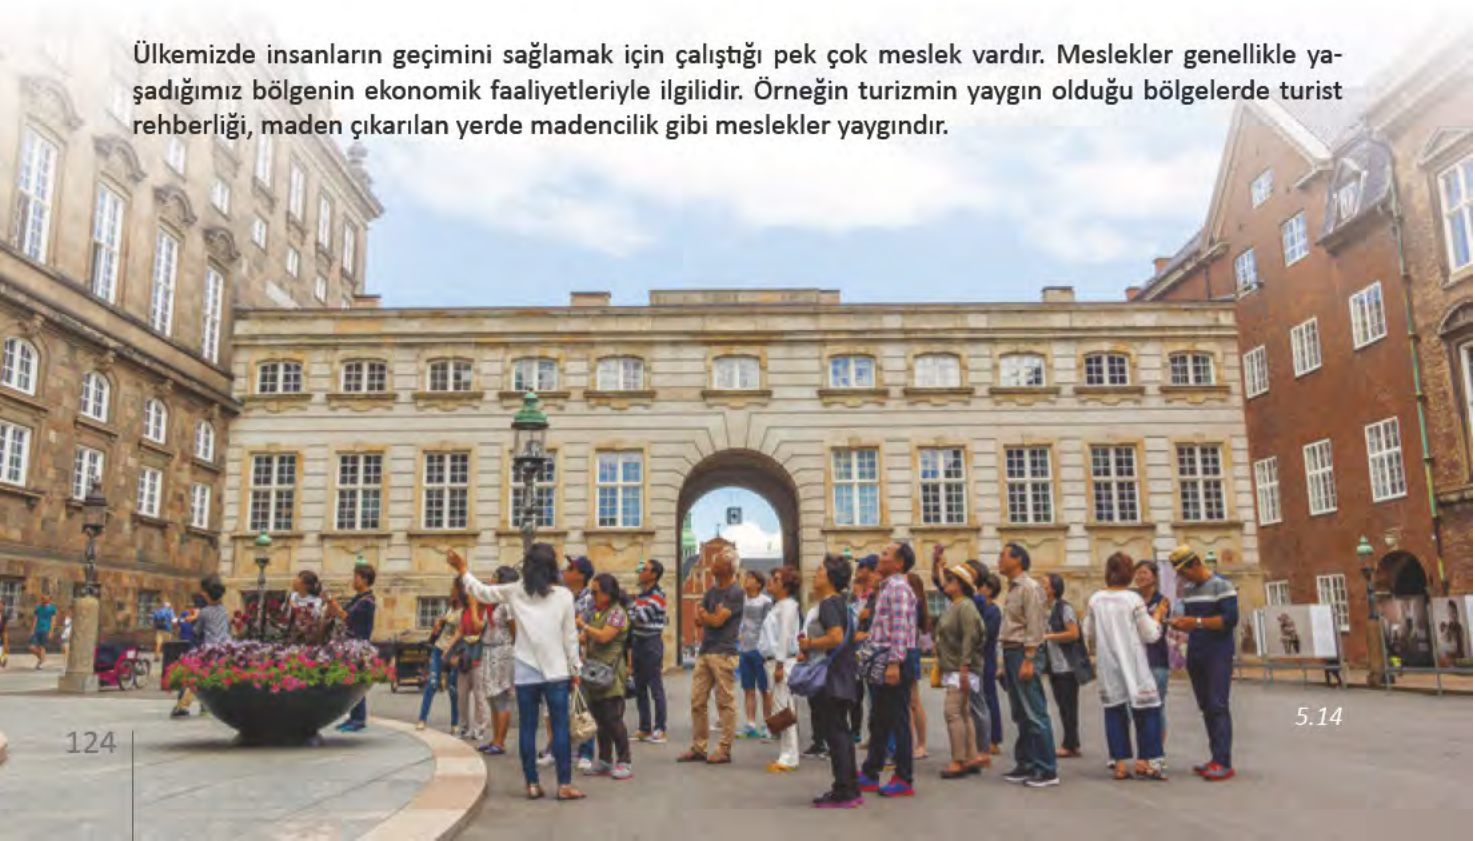 Ülkemizde insanların geçimini sağlamak için çalıştığı pek çok meslek vardır. Meslekler genellikle ya-
şadığımız bölgenin ekonomik faaliyetleriyle ilgilidir. Örneğin turizmin yaygın olduğu bölgelerde turist
rehberliği, maden çıkarılan yerde madencilik gibi meslekler yaygındır.
5.14
124